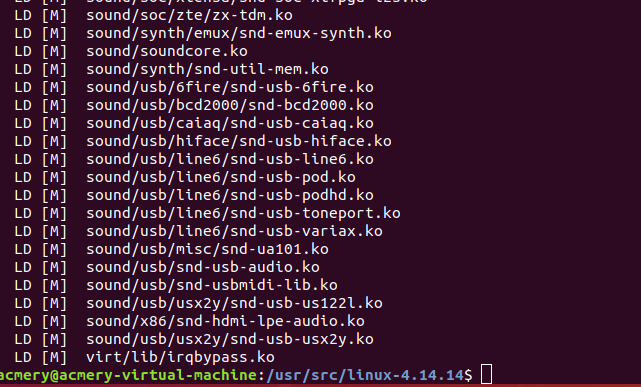 LD [M] sound/soc/zte/zx-tdm.ko
LD [M] sound/synth/emux/snd-emux-synth.ko
LD [M] sound/soundcore.ko
LD [M] sound/synth/snd-util-mem.ko
LD [M] sound/usb/6fire/snd-usb-6fire.ko
LD [M] sound/usb/bcd2000/snd-bcd2000.ko
LD [M] sound/usb/caiaq/snd-usb-caiaq.ko
LD [M] sound/usb/hiface/snd-usb-hiface.ko
LD [M] sound/usb/line6/snd-usb-line6.ko
LD [M] sound/usb/line6/snd-usb-pod.ko
LD [M] sound/usb/line6/snd-usb-podhd.ko
LD [M] sound/usb/line6/snd-usb-toneport.ko
LD [M] sound/usb/line6/snd-usb-variax.ko
LD [M] sound/usb/misc/snd-ua101.ko
LD [M] sound/usb/snd-usb-audio.ko
LD [M] sound/usb/snd-usbmidi-lib.ko
LD [M] sound/usb/usx2y/snd-usb-us122l.ko
LD [M] sound/x86/snd-hdmi-lpe-audio.ko
LD [M] sound/usb/usx2y/snd-usb-usx2y.ko
LD [M] virt/lib/irqbypass.ko
acmery@acmery-virtual-machine:/usr/src/linux-4.14.14$